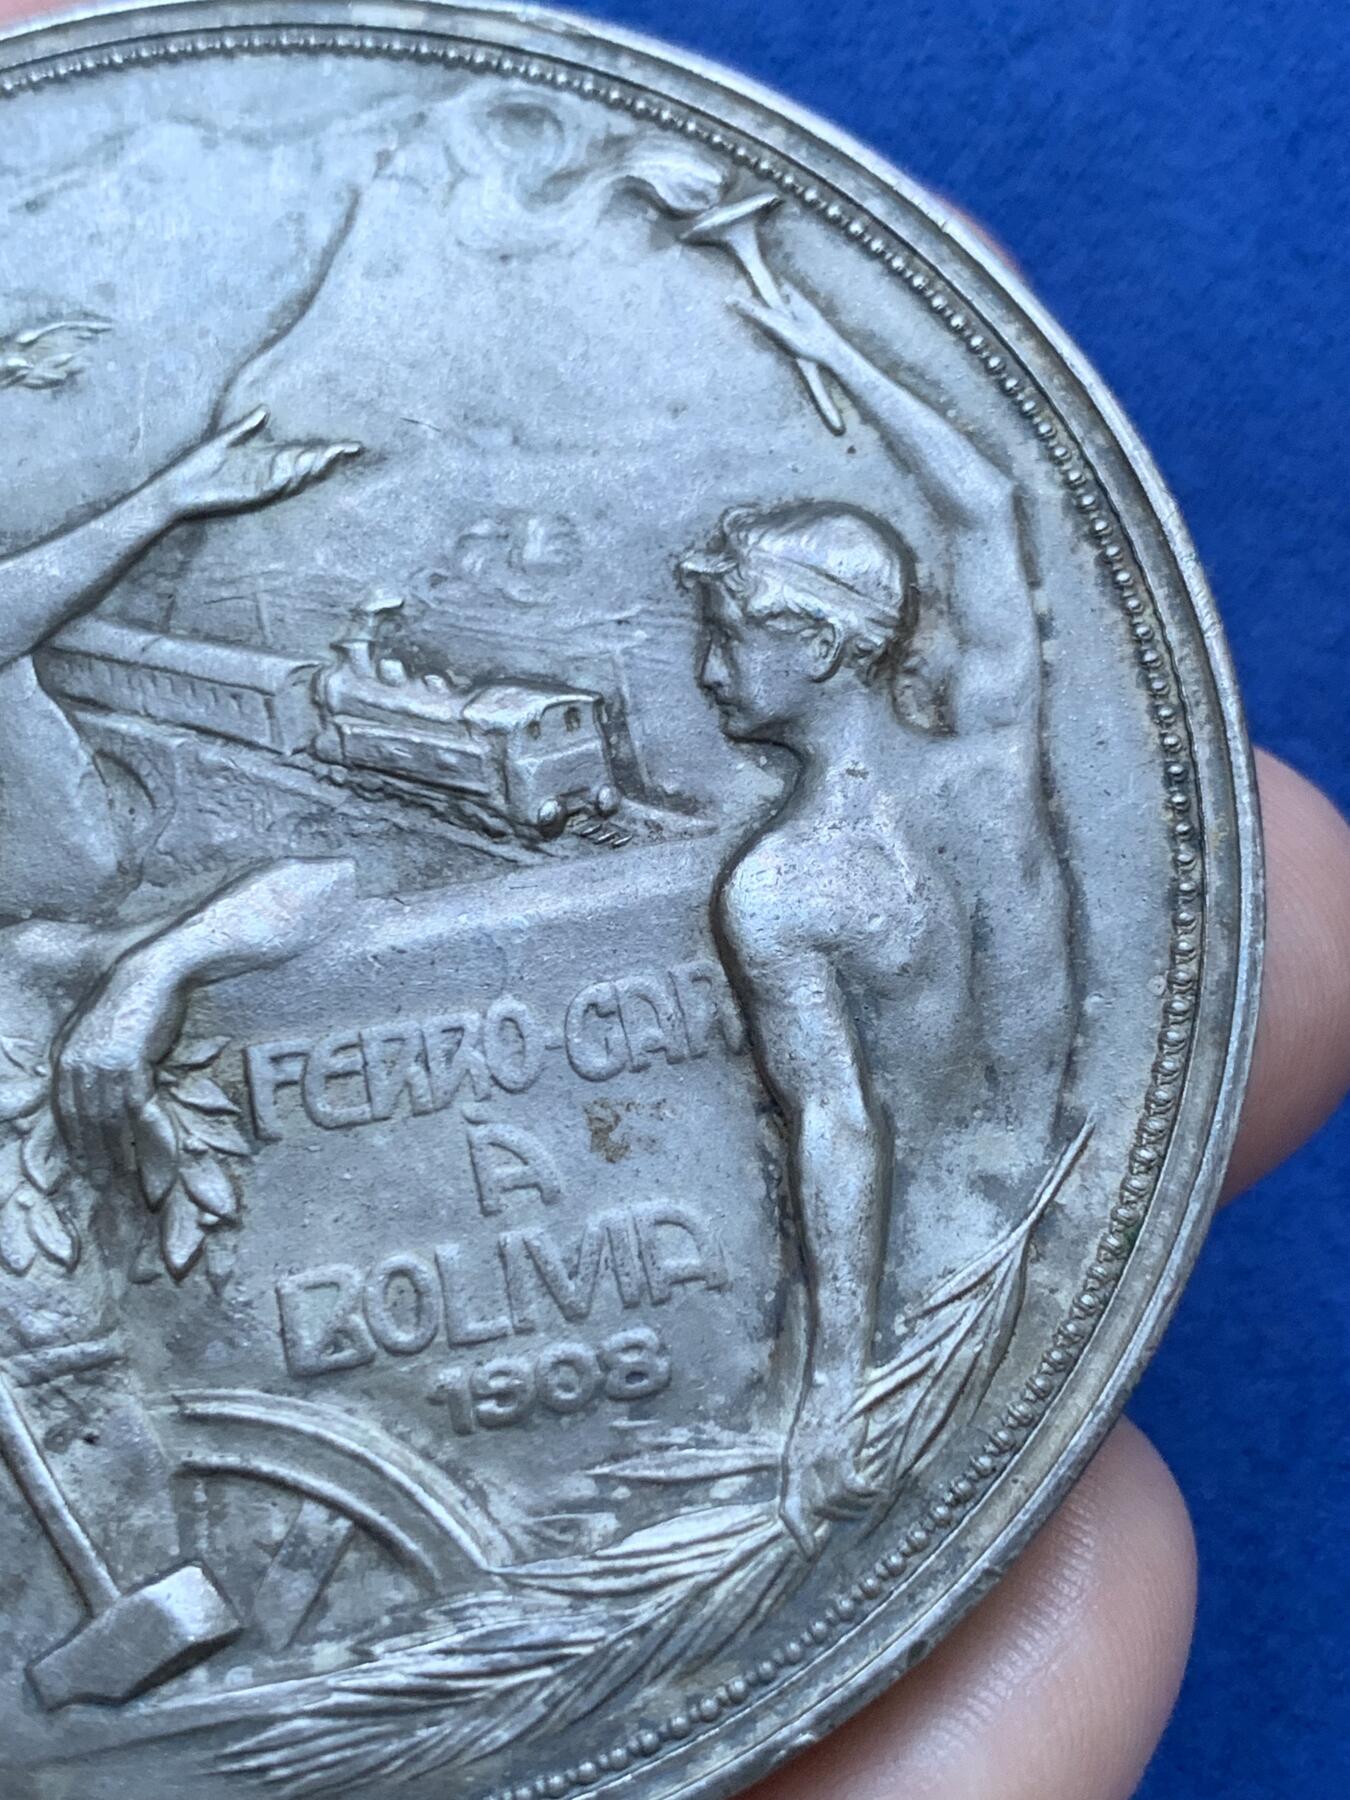 FERRO-CAR
À
BOLIVIA
1908